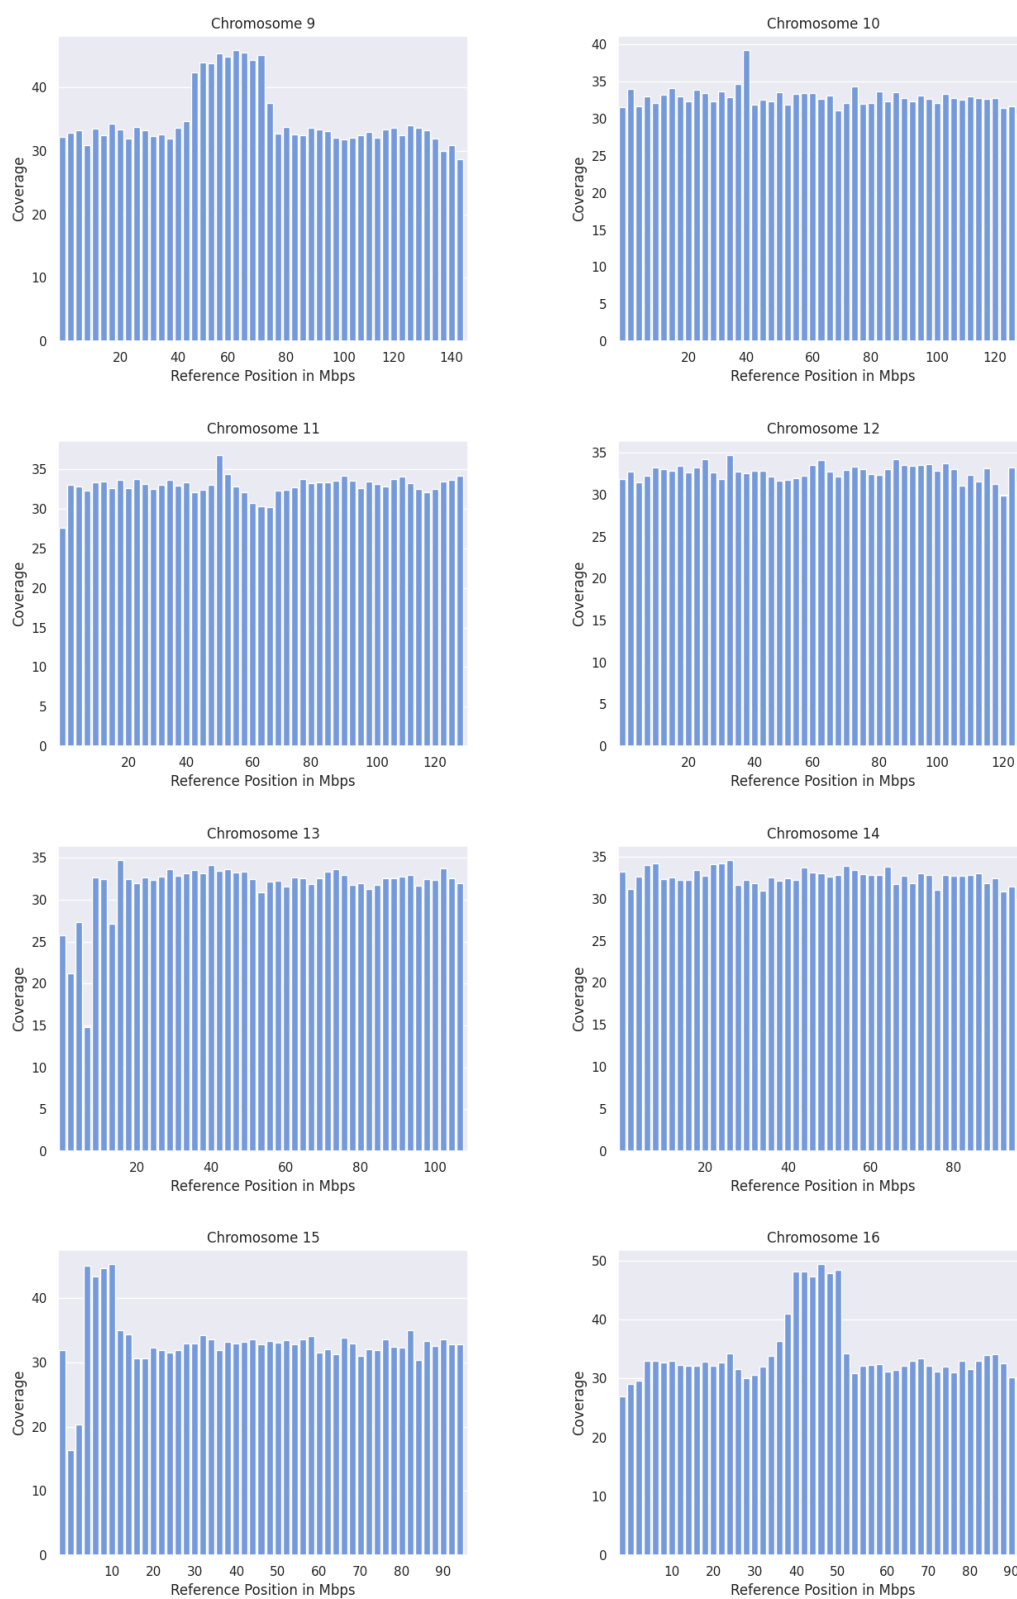 Chromosome 9
Coverage
40
30
20
10
0
20 40 60 80 100 120 140
Reference Position in Mbps
Chromosome 10
Coverage
40
35
30
25
20
15
10
5
0
20 40 60 80 100 120
Reference Position in Mbps
Chromosome 11
Coverage
35
30
25
20
15
10
5
0
20 40 60 80 100 120
Reference Position in Mbps
Chromosome 12
Coverage
35
30
25
20
15
10
5
0
20 40 60 80 100 120
Reference Position in Mbps
Chromosome 13
Coverage
35
30
25
20
15
10
5
0
20 40 60 80 100
Reference Position in Mbps
Chromosome 14
Coverage
35
30
25
20
15
10
5
0
20 40 60 80
Reference Position in Mbps
Chromosome 15
Coverage
40
30
20
10
0
10 20 30 40 50 60 70 80 90
Reference Position in Mbps
Chromosome 16
Coverage
50
40
30
20
10
0
10 20 30 40 50 60 70 80 90
Reference Position in Mbps